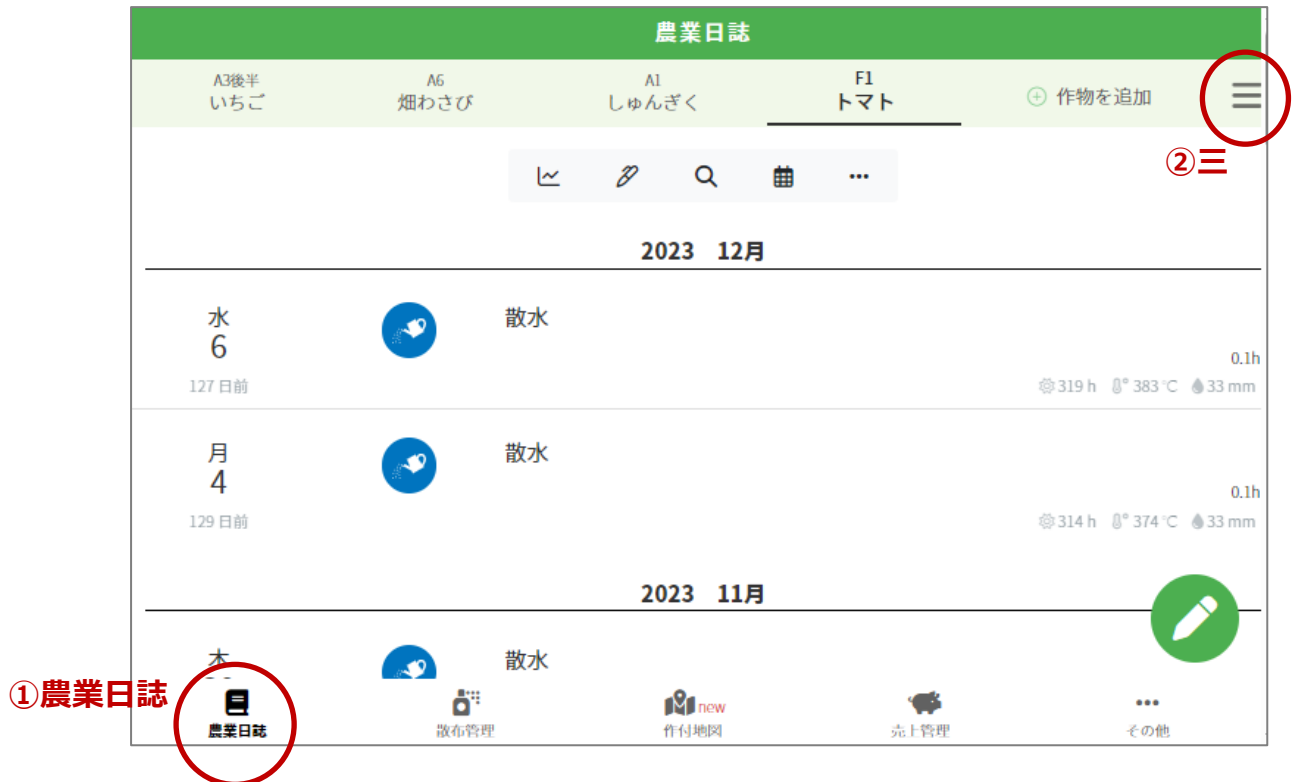 農業日誌
A3後半 A6 A1 F1
いちご 畑わさび しゅんぎく トマト 作物を追加
②三
2023 12月
水 散水
6
0.1h
127 日前 319 h 383 ℃ 33 mm
月 散水
4
0.1h
129 日前 314 h 374 ℃ 33 mm
2023 11月
木 散水
①農業日誌
new
農業日誌 散布管理 作付地図 売上管理 その他